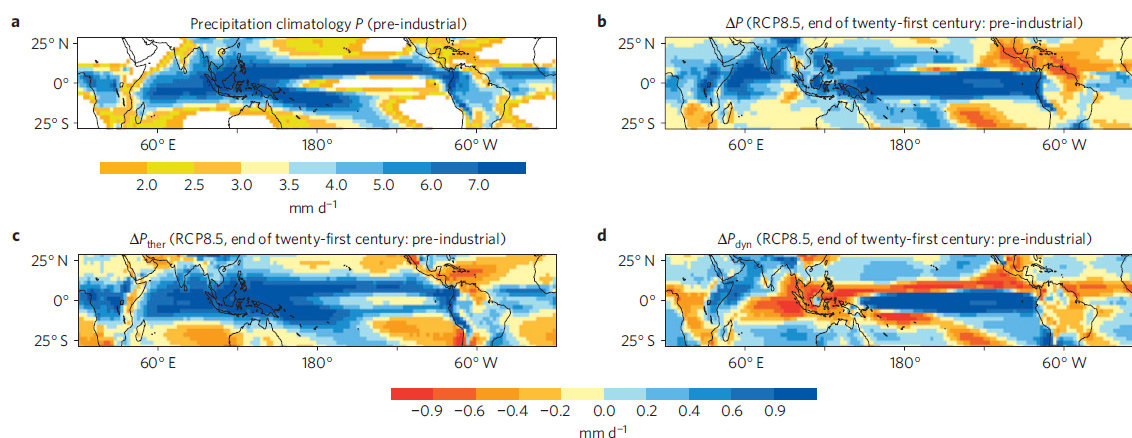 a Precipitation climatology P (pre-industrial)
25° N
0°
25° S
60° E 180° 60° W
2.0 2.5 3.0 3.5 4.0 5.0 6.0 7.0
mm d⁻¹
b ΔP (RCP8.5, end of twenty-first century: pre-industrial)
25° N
0°
25° S
60° E 180° 60° W
c ΔPther (RCP8.5, end of twenty-first century: pre-industrial)
25° N
0°
25° S
60° E 180° 60° W
d ΔPdyn (RCP8.5, end of twenty-first century: pre-industrial)
25° N
0°
25° S
60° E 180° 60° W
−0.9 −0.6 −0.4 −0.2 0.0 0.2 0.4 0.6 0.9
mm d⁻¹